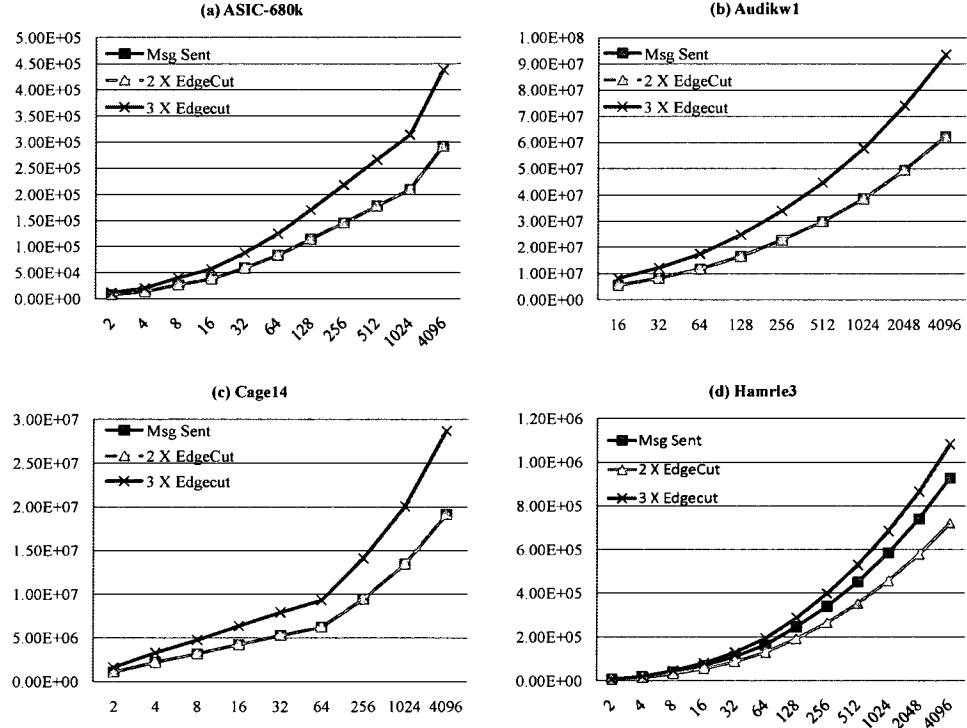 (a) ASIC-680k
5.00E+05
4.50E+05
4.00E+05
3.50E+05
3.00E+05
2.50E+05
2.00E+05
1.50E+05
1.00E+05
5.00E+04
0.00E+00
Msg Sent
2 X EdgeCut
3 X Edgecut
2 4 8 16 32 64 128 256 512 1024 4096
(b) Audikw1
1.00E+08
9.00E+07
8.00E+07
7.00E+07
6.00E+07
5.00E+07
4.00E+07
3.00E+07
2.00E+07
1.00E+07
0.00E+00
Msg Sent
2 X EdgeCut
3 X Edgecut
16 32 64 128 256 512 1024 2048 4096
(c) Cage14
3.00E+07
2.50E+07
2.00E+07
1.50E+07
1.00E+07
5.00E+06
0.00E+00
Msg Sent
2 X EdgeCut
3 X Edgecut
2 4 8 16 32 64 256 1024 4096
(d) Hamrle3
1.20E+06
1.00E+06
8.00E+05
6.00E+05
4.00E+05
2.00E+05
0.00E+00
Msg Sent
2 X EdgeCut
3 X Edgecut
2 4 8 16 32 64 128 256 512 1024 2048 4096